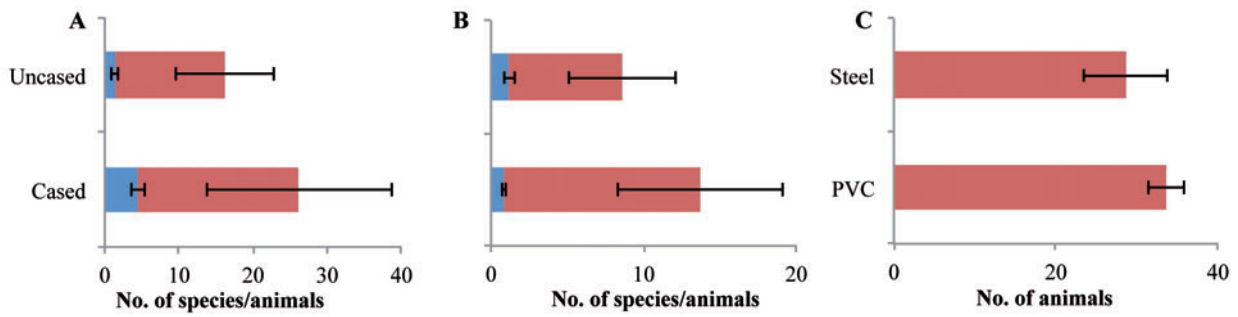 A
Uncased
Cased
0 10 20 30 40
No. of species/animals
B
0 10 20
No. of species/animals
C
Steel
PVC
0 20 40
No. of animals